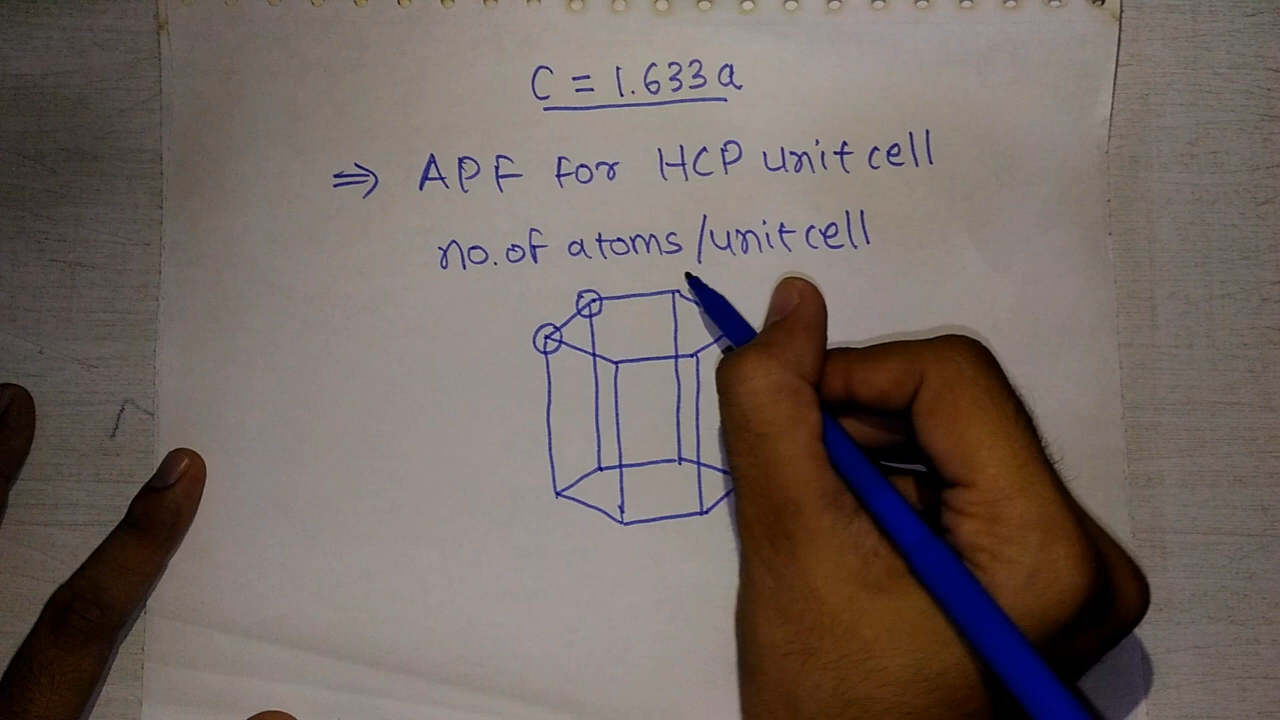 C = 1.633a
⇒ APF for HCP unit cell
no. of atoms/unit cell